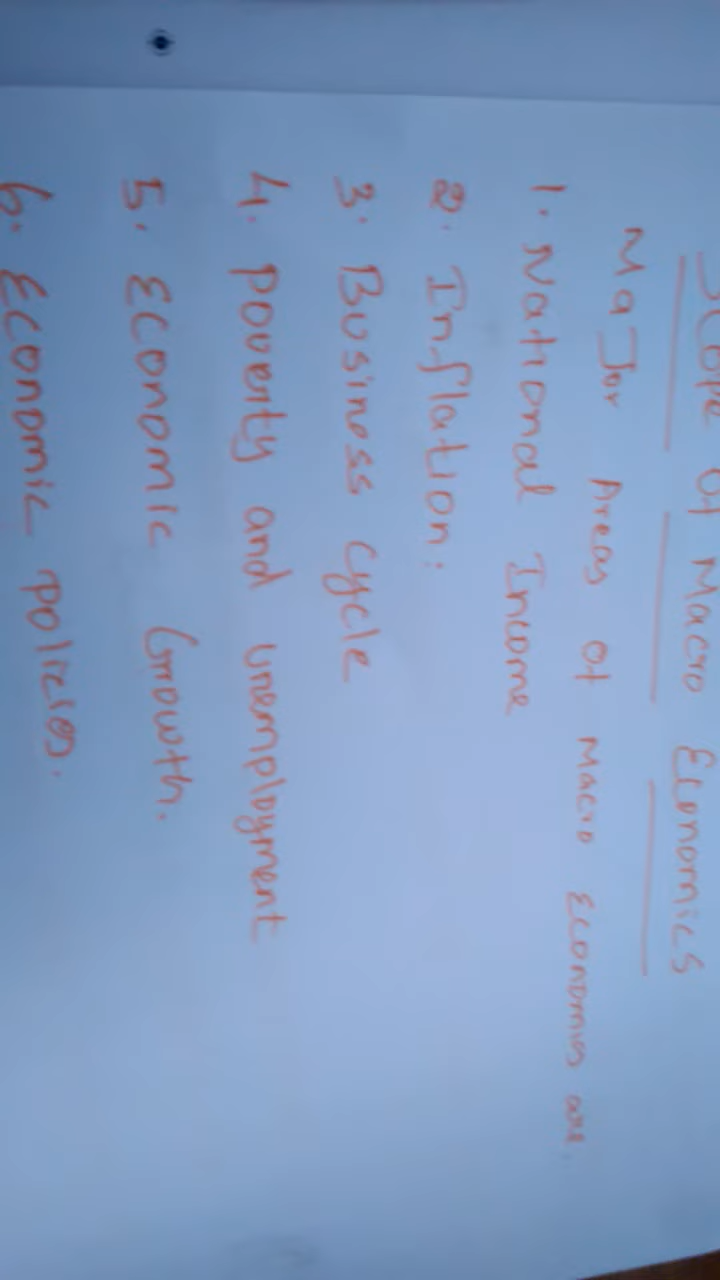 Scope of Macro Economics
Major Areas of Macro Economics are
1. National Income
2. Inflation.
3. Business Cycle
4. Poverty and Unemployment
5. Economic Growth.
6. Economic Policies.